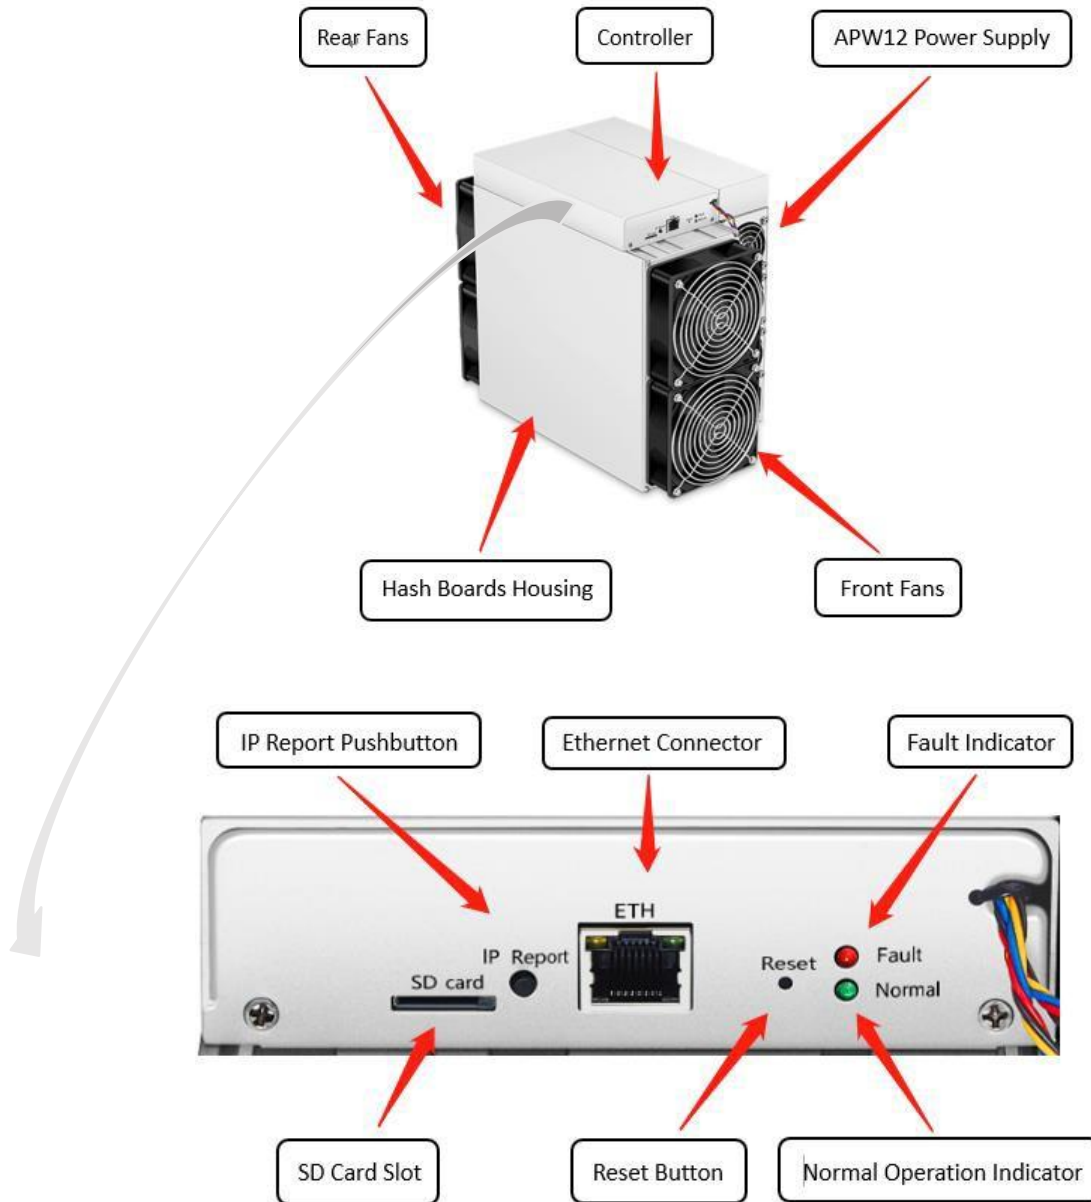 Rear Fans
Controller
APW12 Power Supply
Hash Boards Housing
Front Fans
IP Report Pushbutton
Ethernet Connector
Fault Indicator
ETH
IP Report
SD card
Reset
Fault
Normal
SD Card Slot
Reset Button
Normal Operation Indicator